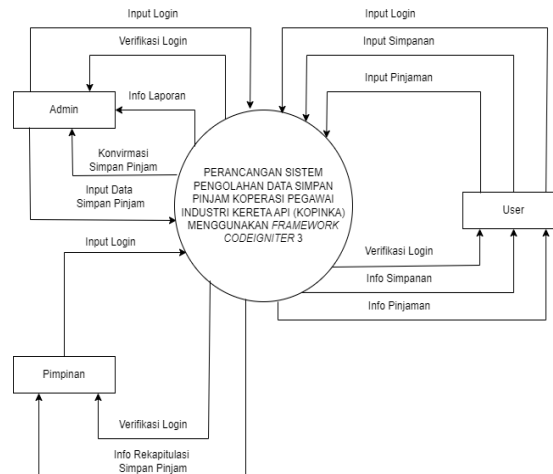 Input Login
Input Login
Verifikasi Login
Input Simpanan
Info Laporan
Input Pinjaman
Admin
Konvirmasi
Simpan Pinjam
Input Data
Simpan Pinjam
PERANCANGAN SISTEM
PENGOLAHAN DATA SIMPAN
PINJAM KOPERASI PEGAWAI
INDUSTRI KERETA API (KOPINKA)
MENGGUNAKAN FRAMEWORK
CODEIGNITER 3
User
Input Login
Verifikasi Login
Info Simpanan
Info Pinjaman
Pimpinan
Verifikasi Login
Info Rekapitulasi
Simpan Pinjam